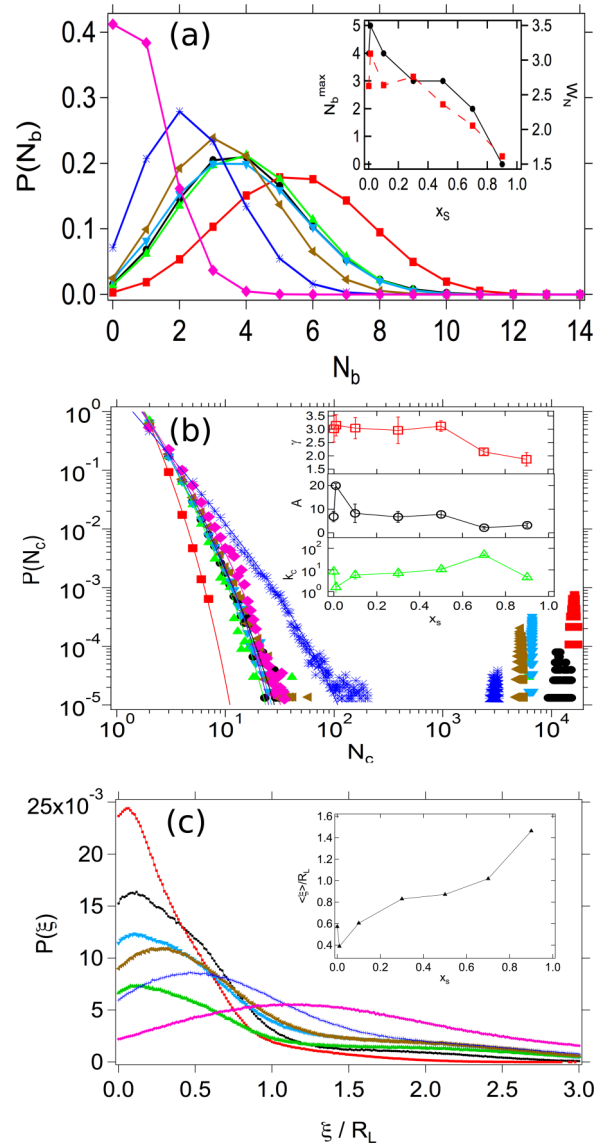 (a)
P(N_b)
0.4
0.3
0.2
0.1
0.0
0 2 4 6 8 10 12 14
N_b
N_b^max
5
4
3
2
1
0
3.5
3.0
2.5
2.0
1.5
W_N
0.0 0.2 0.4 0.6 0.8 1.0
x_S
(b)
P(N_c)
10^0
10^-1
10^-2
10^-3
10^-4
10^-5
10^0 10^1 10^2 10^3 10^4
N_c
γ
3.5
3.0
2.5
2.0
1.5
A
20
10
0
k_c
10^2
10^1
10^0
0.0 0.2 0.4 0.6 0.8 1.0
x_s
(c)
P(ξ)
25x10^-3
20
15
10
5
0
0.0 0.5 1.0 1.5 2.0 2.5 3.0
ξ / R_L
<ξ>/R_L
1.6
1.4
1.2
1.0
0.8
0.6
0.4
0.0 0.2 0.4 0.6 0.8 1.0
x_s